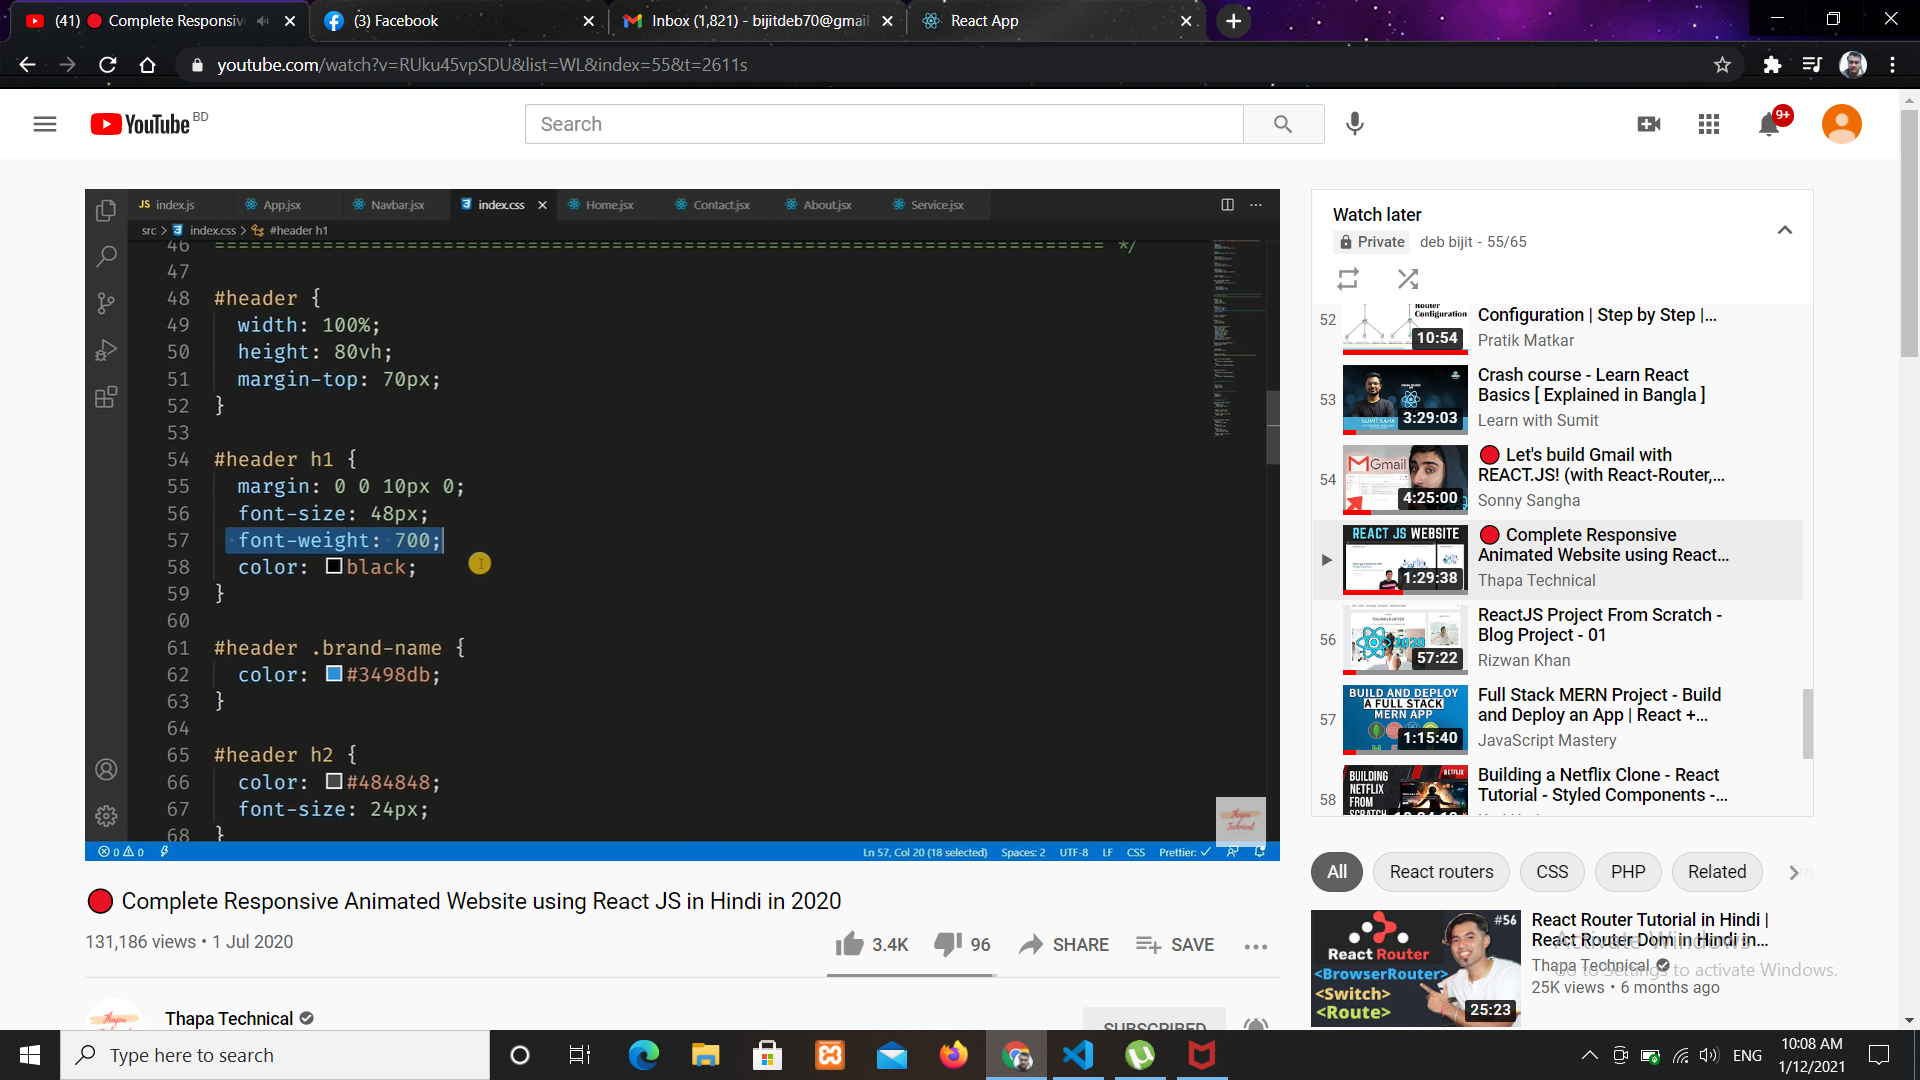 (41) Complete Responsive
(3) Facebook
Inbox (1,821) - bijitdeb70@gmail
React App
youtube.com/watch?v=RUku45vpSDU&list=WL&index=55&t=2611s
YouTube BD
Search
9+
JS index.js
App.jsx
Navbar.jsx
index.css
Home.jsx
Contact.jsx
About.jsx
Service.jsx
src > index.css > #header h1
46 ========================================================================== */
47
48 #header {
49 width: 100%;
50 height: 80vh;
51 margin-top: 70px;
52 }
53
54 #header h1 {
55 margin: 0 0 10px 0;
56 font-size: 48px;
57 font-weight: 700;
58 color: black;
59 }
60
61 #header .brand-name {
62 color: #3498db;
63 }
64
65 #header h2 {
66 color: #484848;
67 font-size: 24px;
68 }
Thapa
Technical
0 0
Ln 57, Col 20 (18 selected) Spaces: 2 UTF-8 LF CSS Prettier: ✓
Complete Responsive Animated Website using React JS in Hindi in 2020
131,186 views • 1 Jul 2020
3.4K
96
SHARE
SAVE
Thapa Technical
SUBSCRIBED
Watch later
Private deb bijit - 55/65
52
Router
Configuration
10:54
Configuration | Step by Step |...
Pratik Matkar
53
SUMIT SAHA
3:29:03
Crash course - Learn React
Basics [ Explained in Bangla ]
Learn with Sumit
54
Gmail
4:25:00
Let's build Gmail with
REACT.JS! (with React-Router,...
Sonny Sangha
REACT JS WEBSITE
1:29:38
Complete Responsive
Animated Website using React...
Thapa Technical
56
2020
57:22
ReactJS Project From Scratch -
Blog Project - 01
Rizwan Khan
57
BUILD AND DEPLOY
A FULL STACK
MERN APP
1:15:40
Full Stack MERN Project - Build
and Deploy an App | React +...
JavaScript Mastery
58
BUILDING
NETFLIX
FROM
SCRATCH
NETFLIX
Building a Netflix Clone - React
Tutorial - Styled Components -...
All
React routers
CSS
PHP
Related
#56
React Router
<BrowserRouter>
<Switch>
<Route>
25:23
React Router Tutorial in Hindi |
React Router Dom in Hindi in...
Thapa Technical
25K views • 6 months ago
Activate Windows
Go to Settings to activate Windows.
Type here to search
ENG
10:08 AM
1/12/2021